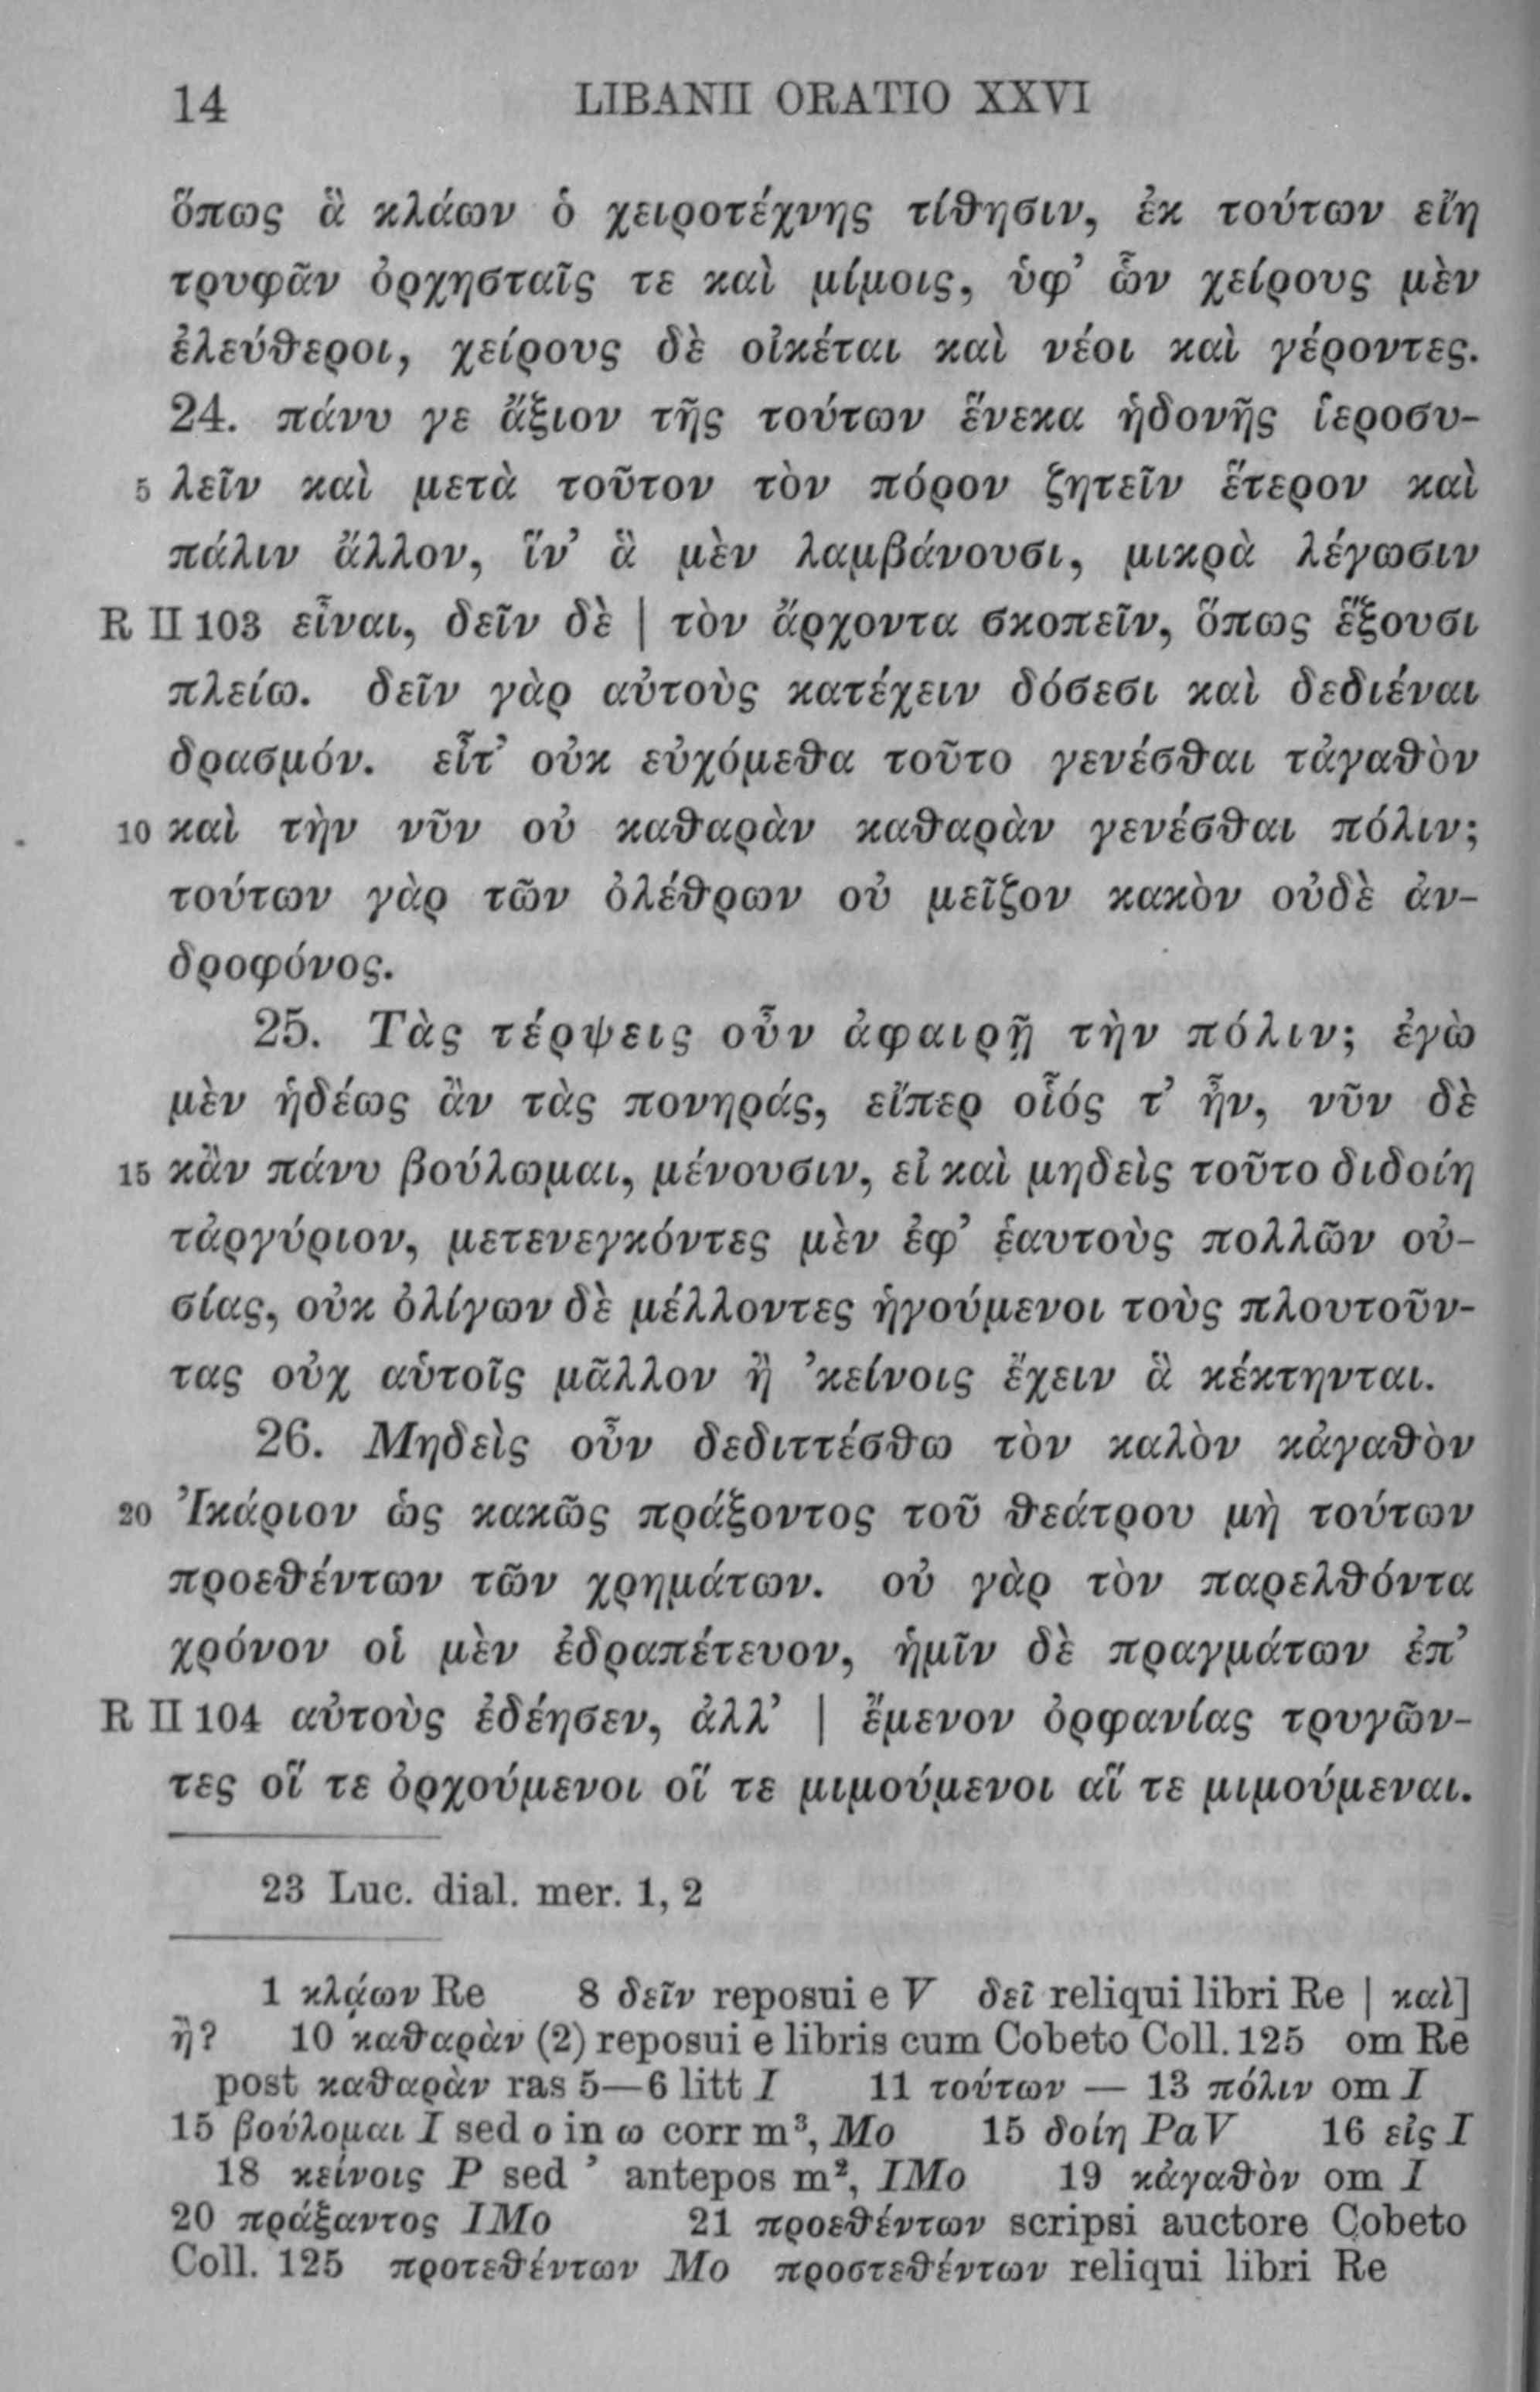 14 LIBANII ORATIO XXVI
ὅπως ἃ κλάων ὁ χειροτέχνης τίθησιν, ἐκ τούτων εἴη
τρυφᾶν ὀρχησταῖς τε καὶ μίμοις, ὑφ’ ὧν χείρους μὲν
ἐλεύθεροι, χείρους δὲ οἰκέται καὶ νέοι καὶ γέροντες.
24. πάνυ γε ἄξιον τῆς τούτων ἕνεκα ἡδονῆς ἱεροσυ-
5 λεῖν καὶ μετὰ τοῦτον τὸν πόρον ζητεῖν ἕτερον καὶ
πάλιν ἄλλον, ἵν’ ἃ μὲν λαμβάνουσι, μικρὰ λέγωσιν
R II 103 εἶναι, δεῖν δὲ | τὸν ἄρχοντα σκοπεῖν, ὅπως ἕξουσι
πλείω. δεῖν γὰρ αὐτοὺς κατέχειν δόσεσι καὶ δεδιέναι
δρασμόν. εἶτ’ οὐκ εὐχόμεθα τοῦτο γενέσθαι τἀγαθὸν
10 καὶ τὴν νῦν οὐ καθαρὰν καθαρὰν γενέσθαι πόλιν;
τούτων γὰρ τῶν ὀλέθρων οὐ μεῖζον κακὸν οὐδὲ ἀν-
δροφόνος.
25. Τὰς τέρψεις οὖν ἀφαιρῇ τὴν πόλιν; ἐγὼ
μὲν ἡδέως ἂν τὰς πονηράς, εἴπερ οἷός τ’ ἦν, νῦν δὲ
15 κἂν πάνυ βούλωμαι, μένουσιν, εἰ καὶ μηδεὶς τοῦτο διδοίη
τἀργύριον, μετενεγκόντες μὲν ἐφ’ ἑαυτοὺς πολλῶν οὐ-
σίας, οὐκ ὀλίγων δὲ μέλλοντες ἡγούμενοι τοὺς πλουτοῦν-
τας οὐχ αὑτοῖς μᾶλλον ἢ ’κείνοις ἔχειν ἃ κέκτηνται.
26. Μηδεὶς οὖν δεδιττέσθω τὸν καλὸν κἀγαθὸν
20 Ἰκάριον ὡς κακῶς πράξοντος τοῦ θεάτρου μὴ τούτων
προεθέντων τῶν χρημάτων. οὐ γὰρ τὸν παρελθόντα
χρόνον οἱ μὲν ἐδραπέτευον, ἡμῖν δὲ πραγμάτων ἐπ’
R II 104 αὐτοὺς ἐδέησεν, ἀλλ’ | ἔμενον ὀρφανίας τρυγῶν-
τες οἵ τε ὀρχούμενοι οἵ τε μιμούμενοι αἵ τε μιμούμεναι.
23 Luc. dial. mer. 1, 2
1 κλᾴων Re 8 δεῖν reposui e V δεῖ reliqui libri Re | καὶ]
ἢ? 10 καθαρὰν (2) reposui e libris cum Cobeto Coll. 125 om Re
post καθαρὰν ras 5—6 litt I 11 τούτων — 13 πόλιν om I
15 βούλομαι I sed ο in ω corr m³, Mo 15 δοίη PaV 16 εἰς I
18 κείνοις P sed ’ antepos m², IMo 19 κἀγαθὸν om I
20 πράξαντος IMo 21 προεθέντων scripsi auctore Cobeto
Coll. 125 προτεθέντων Mo προστεθέντων reliqui libri Re